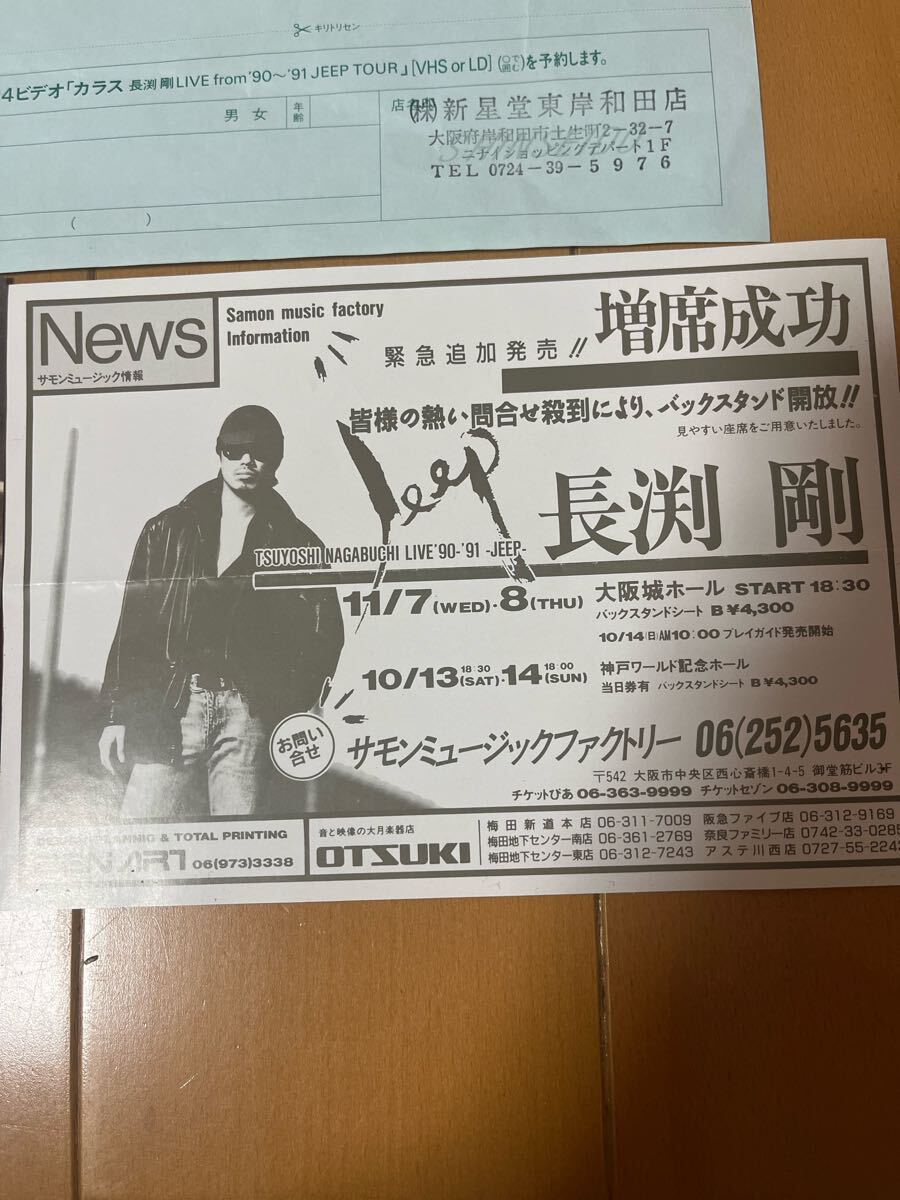 キリトリセン
4ビデオ「カラス 長渕 剛 LIVE from '90〜'91 JEEP TOUR」[VHS or LD] (○で囲む)を予約します。
男 女 年齢
店名印
㈱新星堂東岸和田店
大阪府岸和田市土生町2-32-7
ニチイショッピングデパート1F
TEL 0724-39-5976
( )
News
サモンミュージック情報
Samon music factory
Information
緊急追加発売!! 増席成功
皆様の熱い問合せ殺到により、バックスタンド開放!!
見やすい座席をご用意いたしました。
Jeep
長渕 剛
TSUYOSHI NAGABUCHI LIVE'90-'91 -JEEP-
11/7(WED)・8(THU) 大阪城ホール START 18:30
バックスタンドシート B ¥4,300
10/14(日)AM10:00 プレイガイド発売開始
10/13 18:30 (SAT)・14 18:00 (SUN) 神戸ワールド記念ホール
当日券有 バックスタンドシート B ¥4,300
お問い合せ サモンミュージックファクトリー 06(252)5635
〒542 大阪市中央区西心斎橋1-4-5 御堂筋ビル3F
チケットぴあ 06-363-9999 チケットセゾン 06-308-9999
& TOTAL PRINTING
06(973)3338
音と映像の大月楽器店
OTSUKI
梅田新道本店 06-311-7009 阪急ファイブ店 06-312-9169
梅田地下センター南店 06-361-2769 奈良ファミリー店 0742-33-0285
梅田地下センター東店 06-312-7243 アステ川西店 0727-55-2243